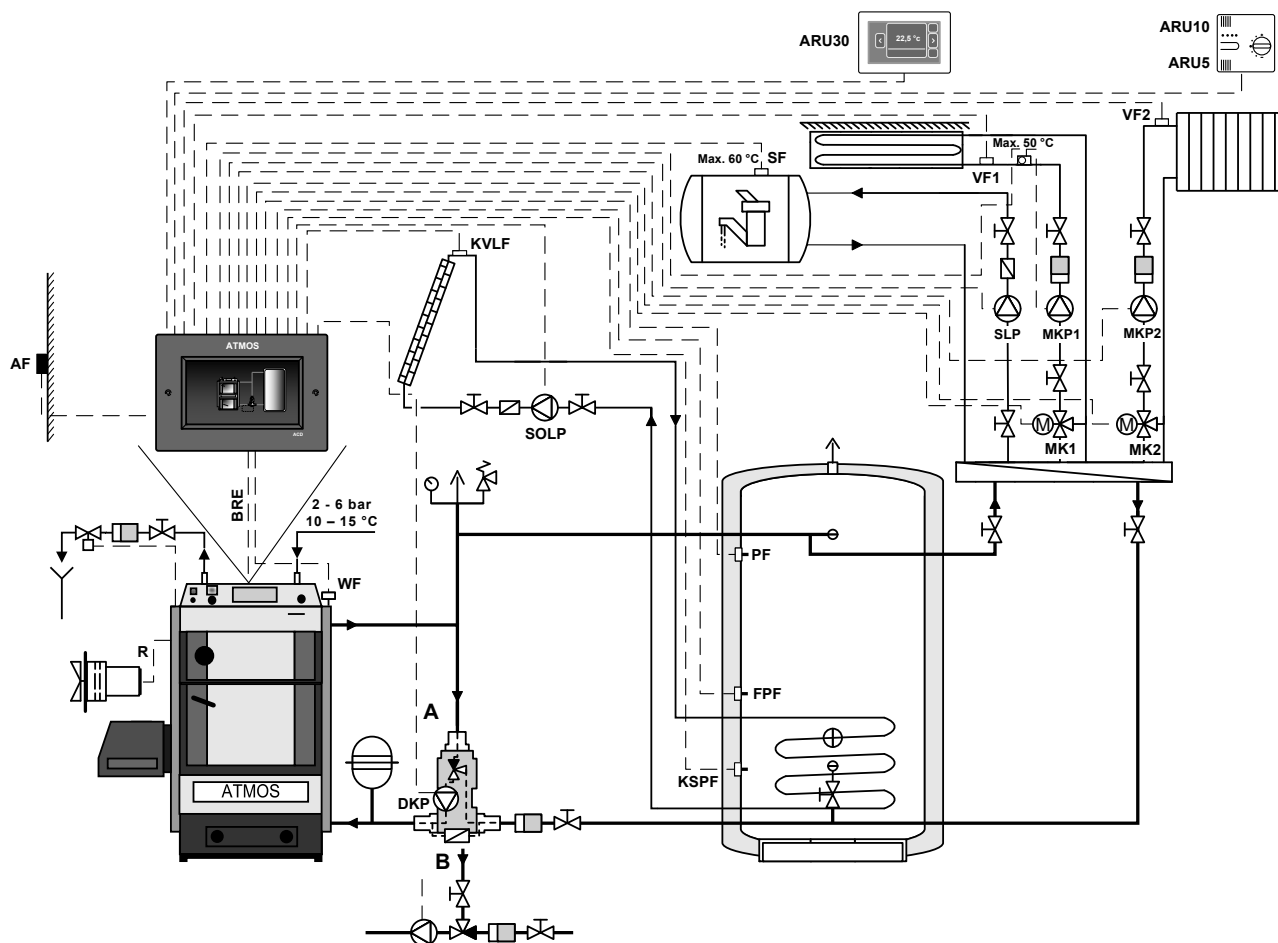 ARU30
22,5 °c
ARU10
ARU5
VF2
Max. 60 °C
SF
Max. 50 °C
VF1
KVLF
AF
ATMOS
ACD
SOLP
SLP
MKP1
MKP2
M
M
MK1
MK2
BRE
2 - 6 bar
10 – 15 °C
WF
PF
R
FPF
A
KSPF
ATMOS
DKP
B